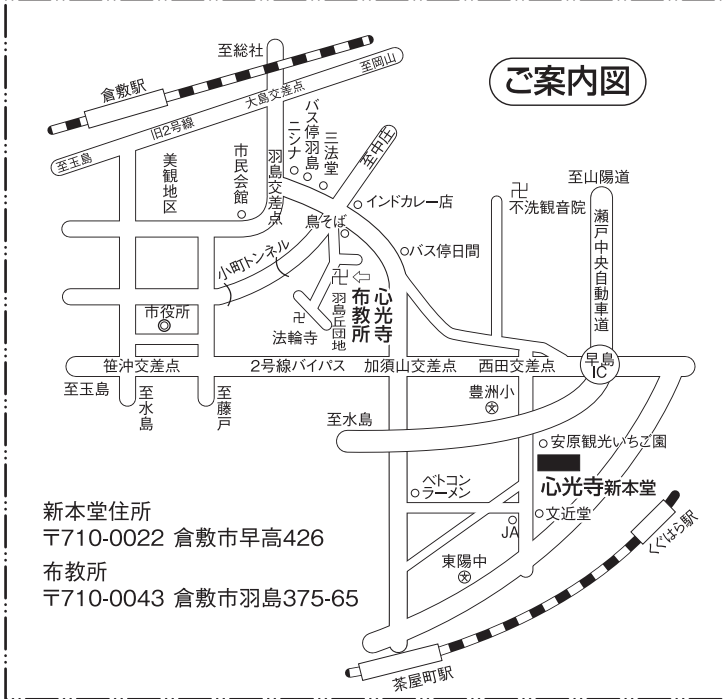 ご案内図
至総社
至岡山
倉敷駅
大島交差点
旧2号線
至玉島
美観地区
市民会館
羽島交差点
ニシナ
バス停羽島
三法堂
至中庄
インドカレー店
鳥そば
バス停日間
不洗観音院
至山陽道
瀬戸中央自動車道
小町トンネル
市役所
法輪寺
羽島丘団地
心光寺
布教所
笹沖交差点
2号線バイパス
加須山交差点
西田交差点
早島
IC
至玉島
至水島
至藤戸
至水島
豊洲小
安原観光いちご園
心光寺新本堂
ベトコン
ラーメン
文近堂
JA
東陽中
くぐはら駅
茶屋町駅
新本堂住所
〒710-0022 倉敷市早高426
布教所
〒710-0043 倉敷市羽島375-65